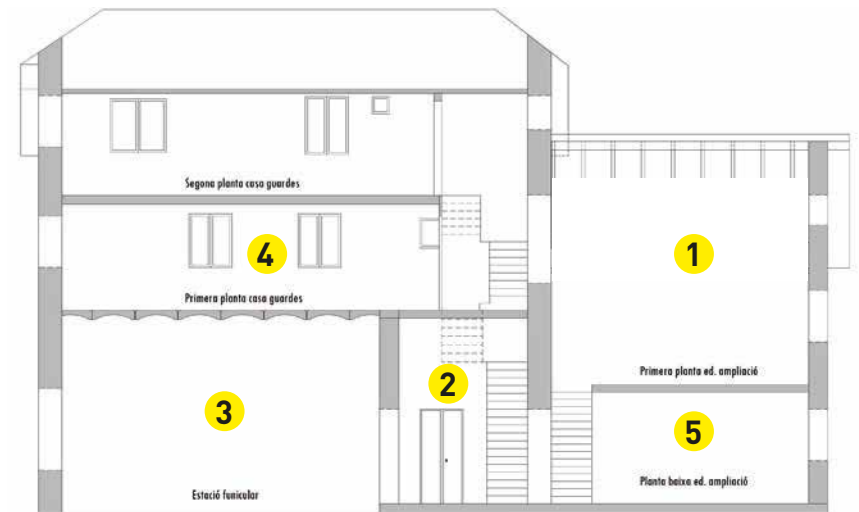 Segona planta casa guardes
4
1
Primera planta casa guardes
Primera planta ed. ampliació
2
3
5
Planta baixa ed. ampliació
Estació funicular